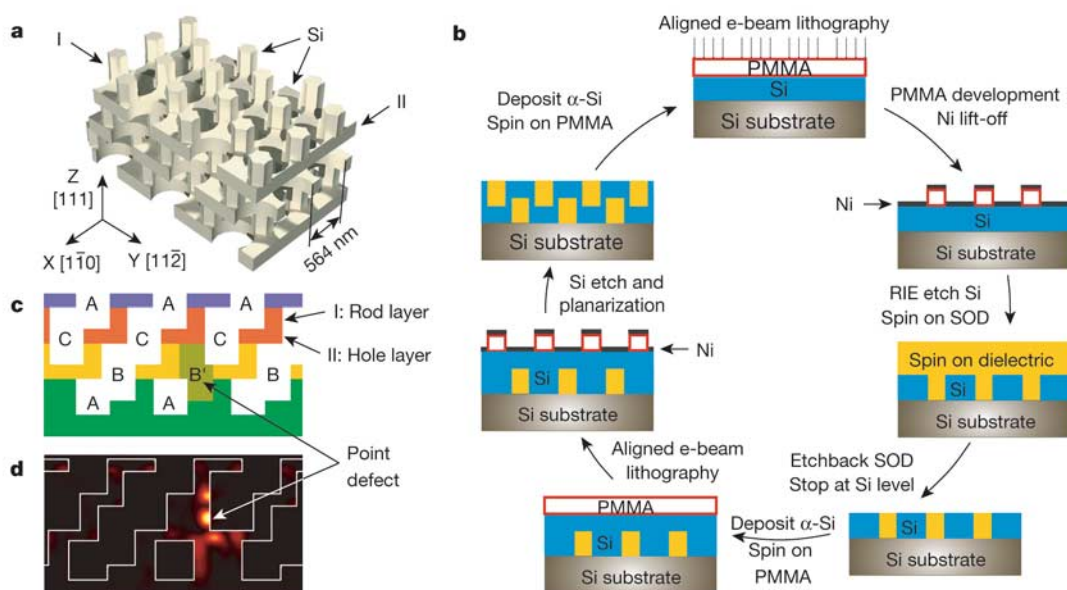 a
I
Si
II
Z
[111]
X [11̄0]
Y [112̄]
564 nm
b
Aligned e-beam lithography
PMMA
Si
Si substrate
PMMA development
Ni lift-off
Ni
Si
Si substrate
RIE etch Si
Spin on SOD
Spin on dielectric
Si
Si substrate
Etchback SOD
Stop at Si level
Si
Si substrate
Deposit α-Si
Spin on
PMMA
PMMA
Si
Si substrate
Aligned e-beam
lithography
Ni
Si
Si substrate
Si etch and
planarization
Si substrate
Deposit α-Si
Spin on PMMA
c
A A A
C C C
B B' B
A A
I: Rod layer
II: Hole layer
Point
defect
d